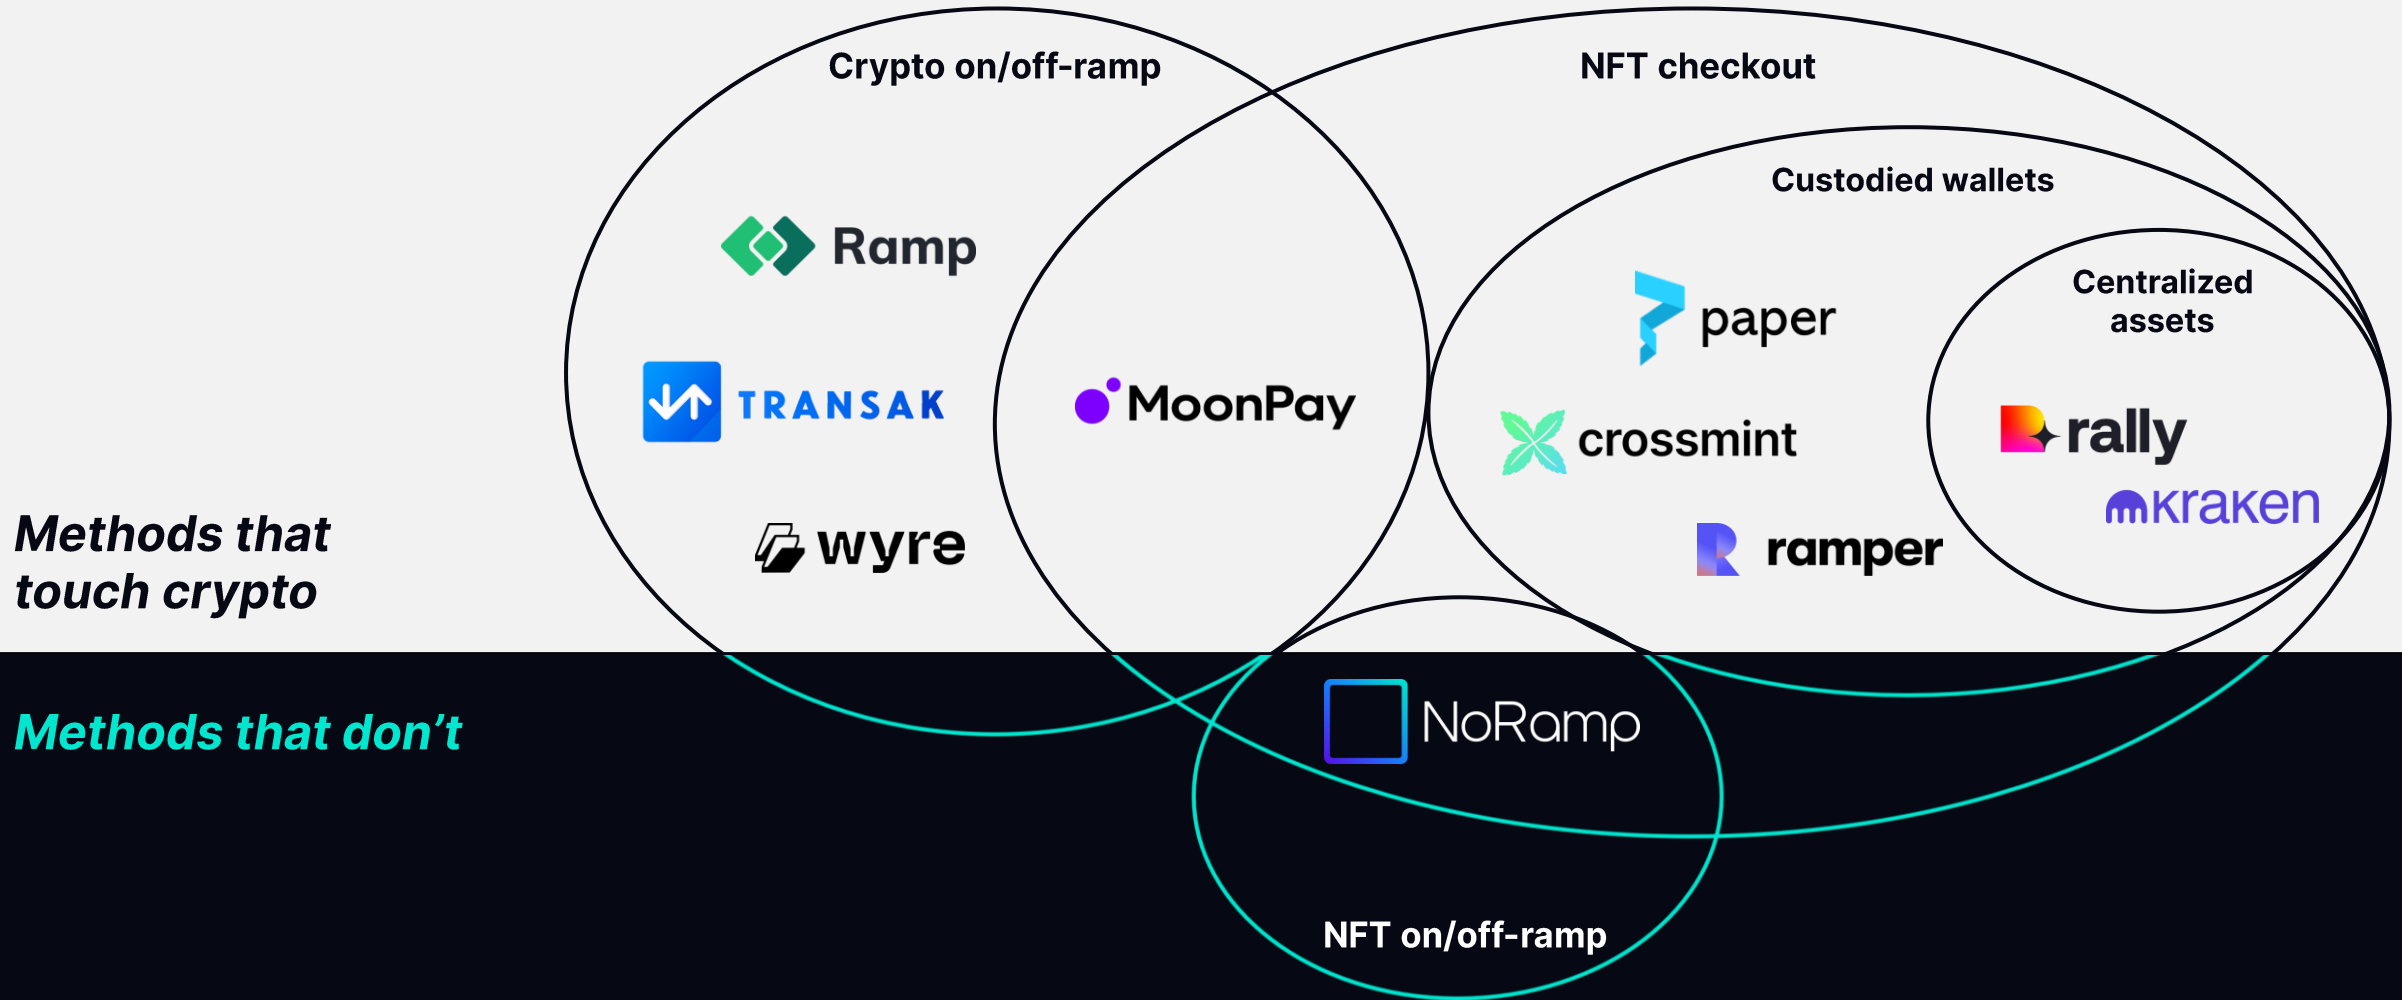 Crypto on/off-ramp
NFT checkout
Custodied wallets
Centralized
assets
Ramp
TRANSAK
wyre
MoonPay
paper
crossmint
ramper
rally
kraken
Methods that
touch crypto
Methods that don’t
NoRamp
NFT on/off-ramp